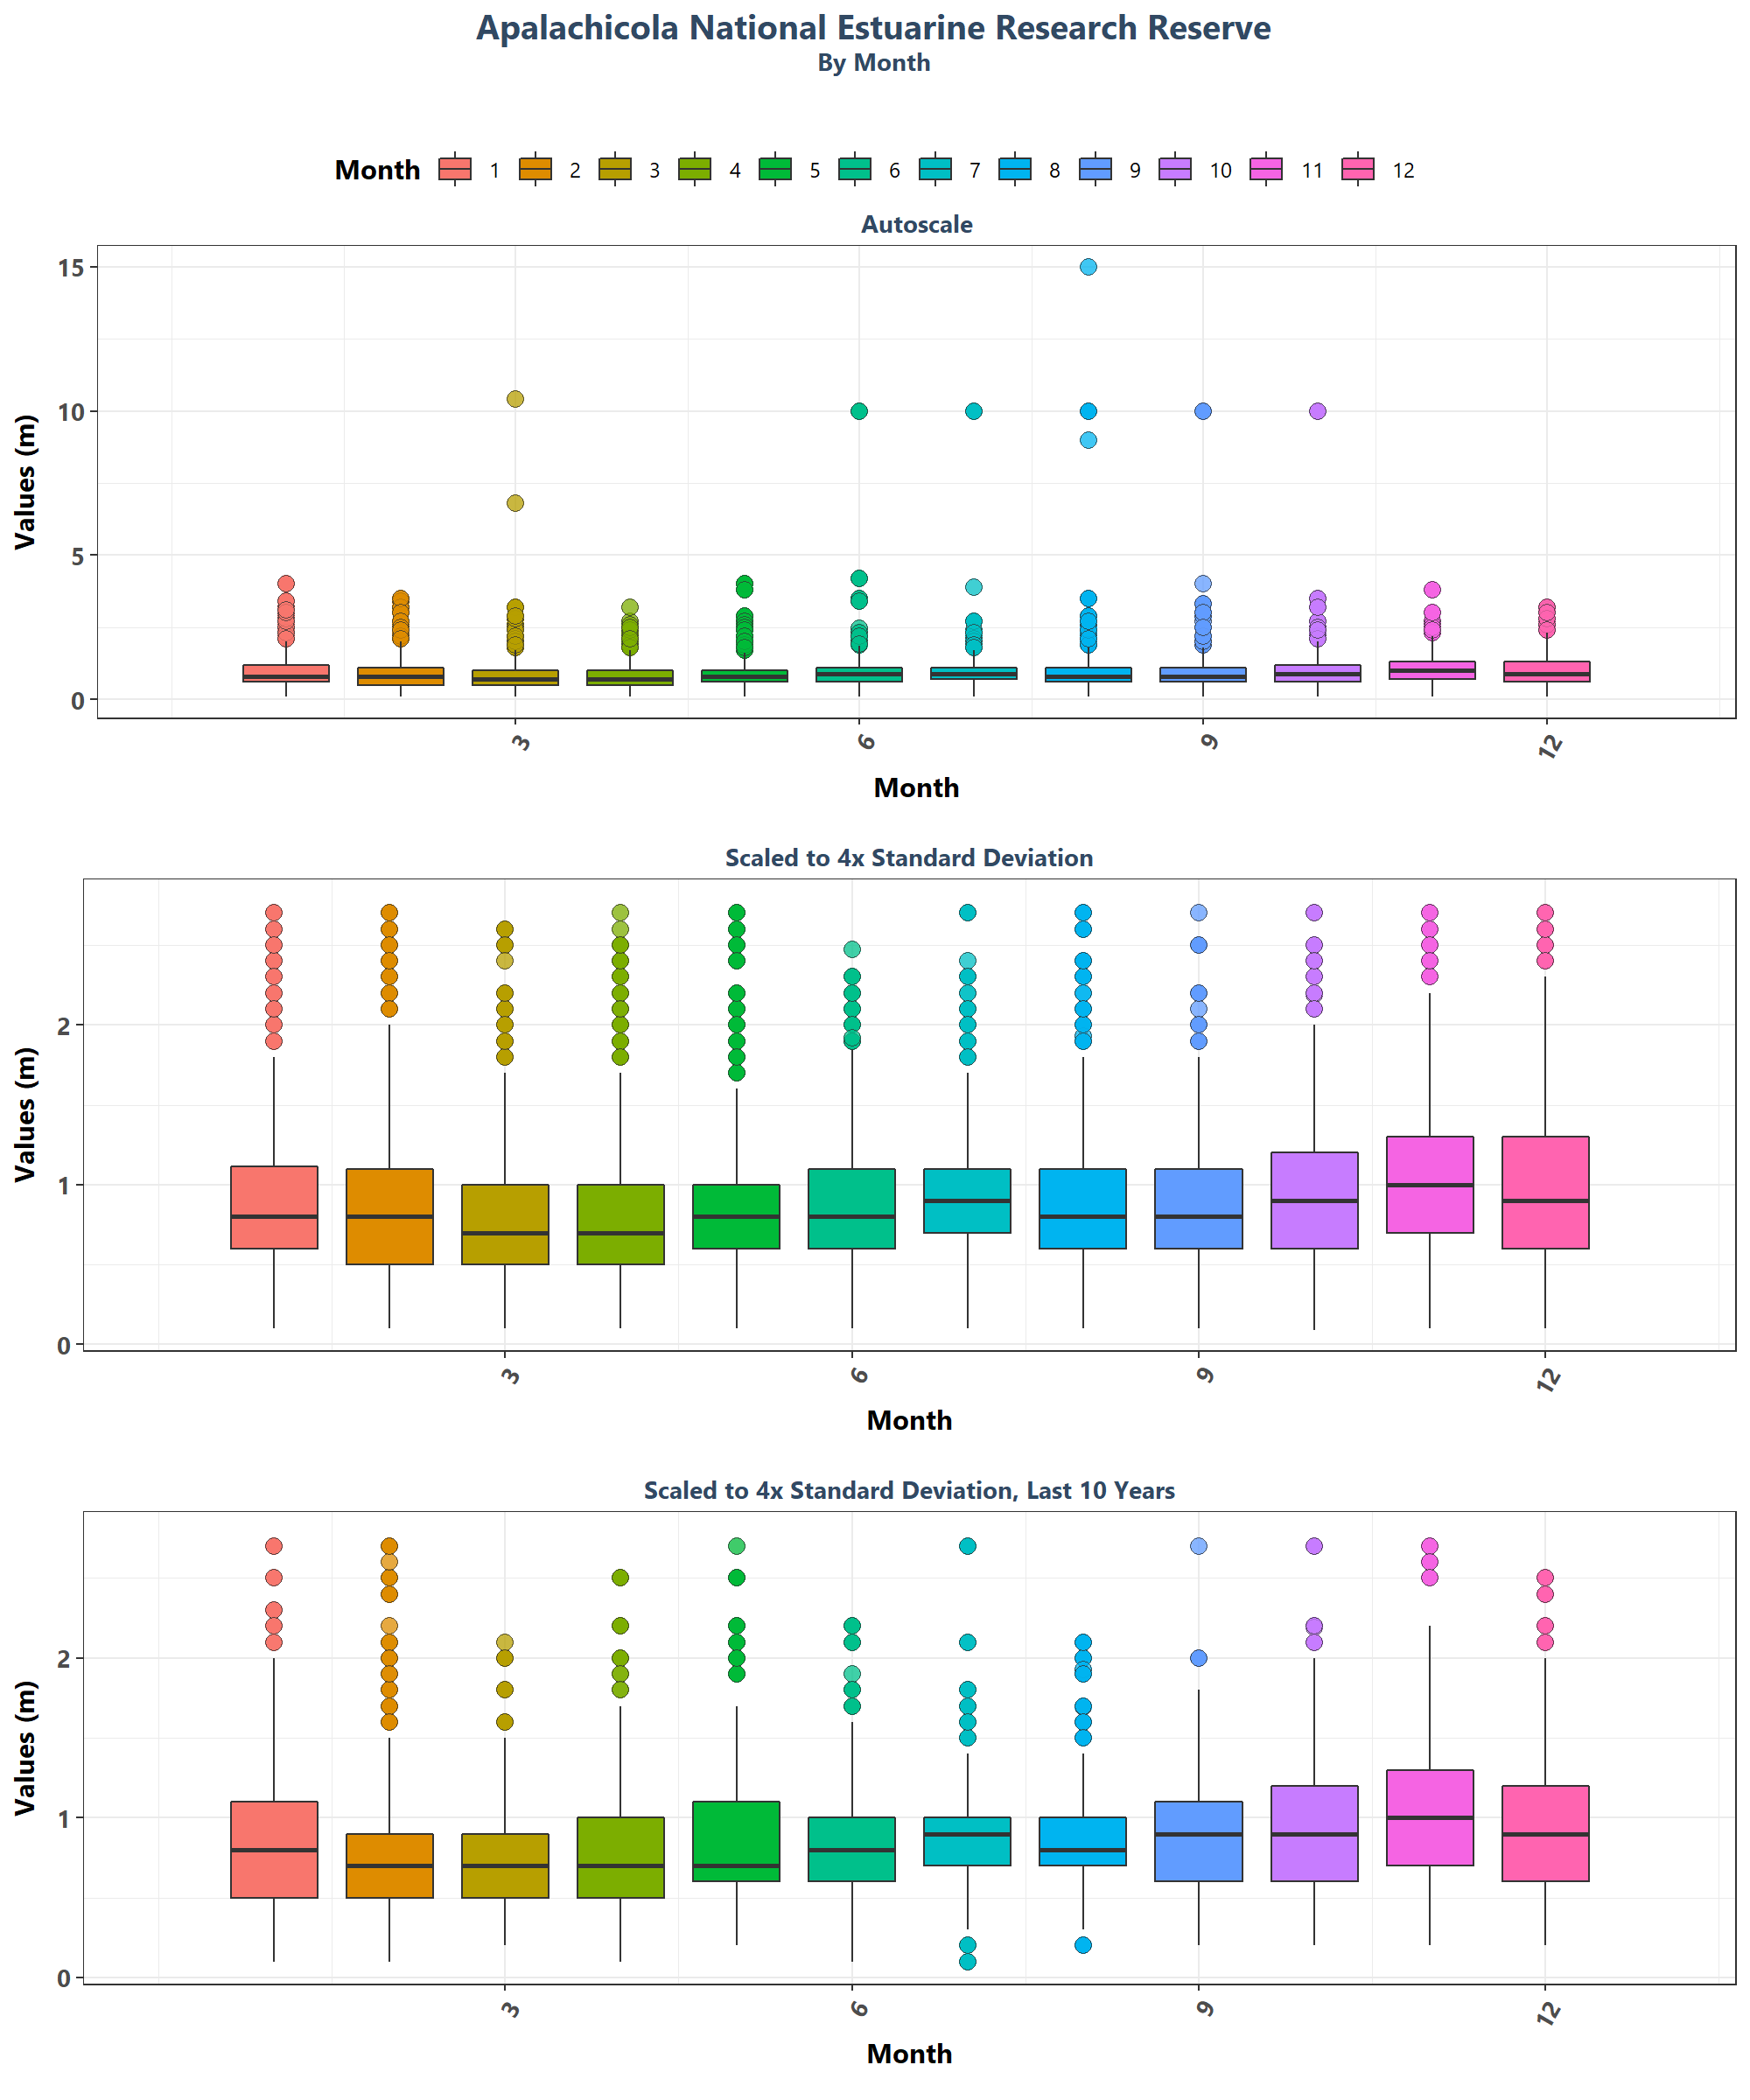 Apalachicola National Estuarine Research Reserve
By Month
Month 1 2 3 4 5 6 7 8 9 10 11 12
Autoscale
Values (m)
15
10
5
0
3 6 9 12
Month
Scaled to 4x Standard Deviation
Values (m)
2
1
0
3 6 9 12
Month
Scaled to 4x Standard Deviation, Last 10 Years
Values (m)
2
1
0
3 6 9 12
Month